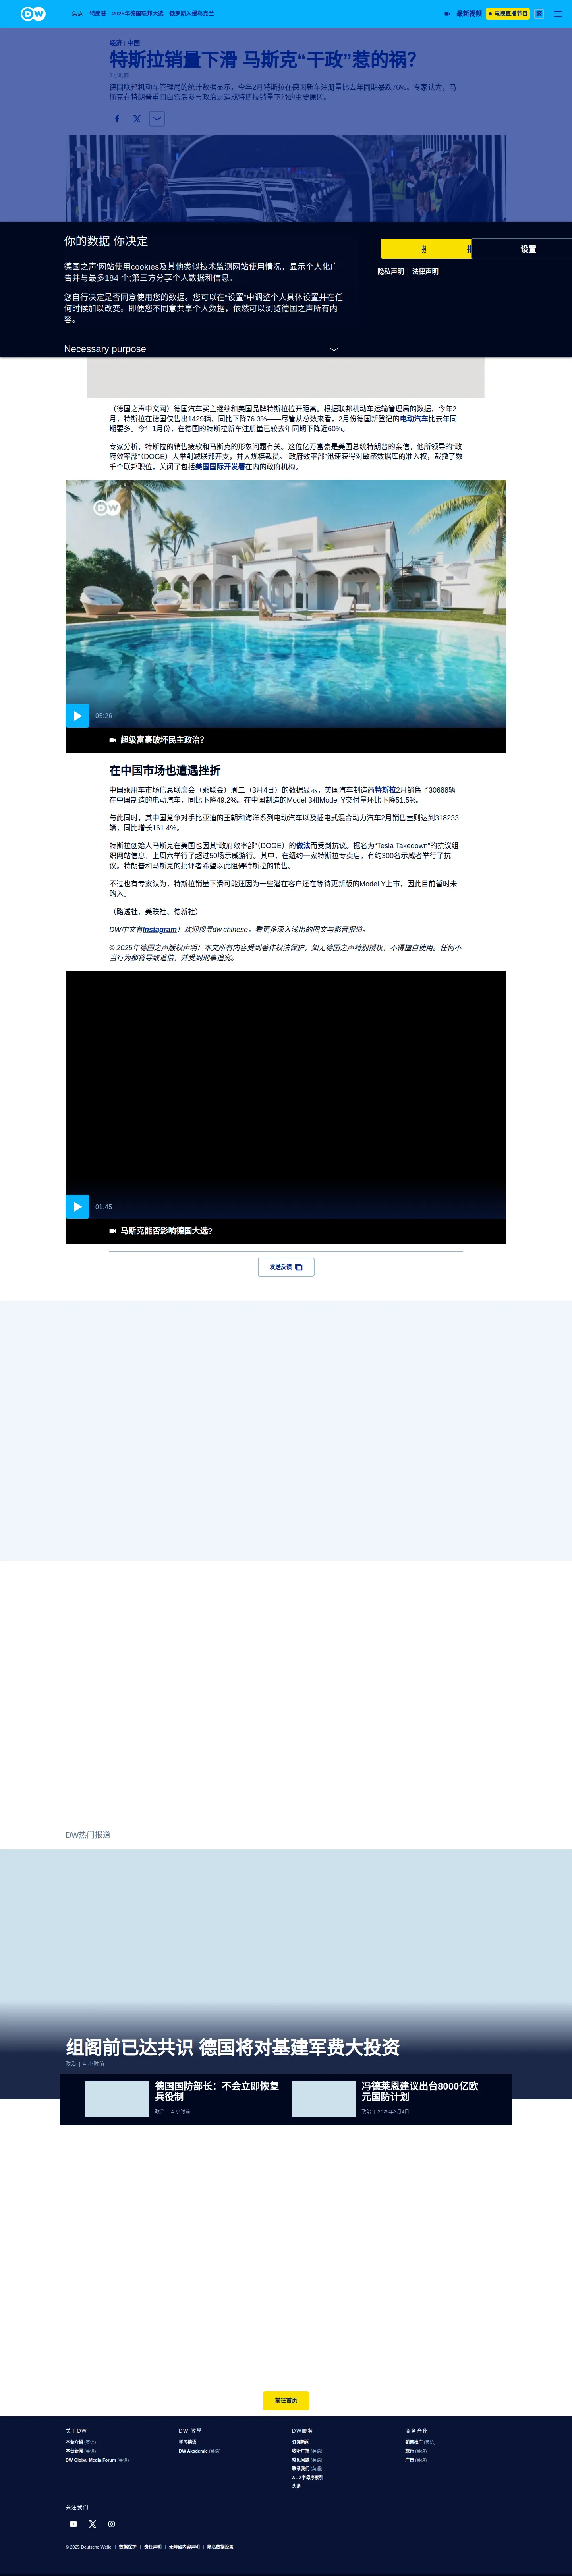 DW
焦点 特朗普 2025年德国联邦大选 俄罗斯入侵乌克兰
最新视频
电视直播节目
繁
经济 | 中国
特斯拉销量下滑 马斯克“干政”惹的祸？
德国联邦机动车管理局的统计数据显示，今年2月特斯拉在德国新车注册量比去年同期暴跌76%。专家认为，马
斯克在特朗普重回白宫后参与政治是造成特斯拉销量下滑的主要原因。
你的数据 你决定
设置
隐私声明 | 法律声明
德国之声'网站使用cookies及其他类似技术监测网站使用情况，显示个人化广
告并与最多184 个;第三方分享个人数据和信息。
您自行决定是否同意使用您的数据。您可以在“设置”中调整个人具体设置并在任
何时候加以改变。即便您不同意共享个人数据，依然可以浏览德国之声所有内
容。
Necessary purpose
（德国之声中文网）德国汽车买主继续和美国品牌特斯拉拉开距离。根据联邦机动车运输管理局的数据，今年2
月，特斯拉在德国仅售出1429辆，同比下降76.3%——尽管从总数来看，2月份德国新登记的电动汽车比去年同
期要多。今年1月份，在德国的特斯拉新车注册量已较去年同期下降近60%。
专家分析，特斯拉的销售疲软和马斯克的形象问题有关。这位亿万富豪是美国总统特朗普的亲信，他所领导的“政
府效率部”（DOGE）大举削减联邦开支，并大规模裁员。“政府效率部”迅速获得对敏感数据库的准入权，裁撤了数
千个联邦职位，关闭了包括美国国际开发署在内的政府机构。
DW
05:26
超级富豪破坏民主政治？
在中国市场也遭遇挫折
中国乘用车市场信息联席会（乘联会）周二（3月4日）的数据显示，美国汽车制造商特斯拉2月销售了30688辆
在中国制造的电动汽车，同比下降49.2%。在中国制造的Model 3和Model Y交付量环比下降51.5%。
与此同时，其中国竞争对手比亚迪的王朝和海洋系列电动汽车以及插电式混合动力汽车2月销售量则达到318233
辆，同比增长161.4%。
特斯拉创始人马斯克在美国也因其“政府效率部”（DOGE）的做法而受到抗议。据名为“Tesla Takedown”的抗议组
织网站信息，上周六举行了超过50场示威游行。其中，在纽约一家特斯拉专卖店，有约300名示威者举行了抗
议。特朗普和马斯克的批评者希望以此阻碍特斯拉的销售。
不过也有专家认为，特斯拉销量下滑可能还因为一些潜在客户还在等待更新版的Model Y上市，因此目前暂时未
购入。
（路透社、美联社、德新社）
DW中文有Instagram！欢迎搜寻dw.chinese，看更多深入浅出的图文与影音报道。
© 2025年德国之声版权声明：本文所有内容受到著作权法保护，如无德国之声特别授权，不得擅自使用。任何不
当行为都将导致追偿，并受到刑事追究。
01:45
马斯克能否影响德国大选?
发送反馈
DW热门报道
组阁前已达共识 德国将对基建军费大投资
政治 | 4 小时前
德国国防部长：不会立即恢复
兵役制
政治 | 4 小时前
冯德莱恩建议出台8000亿欧
元国防计划
政治 | 2025年3月4日
前往首页
关于DW
本台介绍 (英语)
本台新闻 (英语)
DW Global Media Forum (英语)
DW 教学
学习德语
DW Akademie (英语)
DW服务
订阅新闻
收听广播 (英语)
常见问题 (英语)
联系我们 (英语)
A - Z字母序索引
头条
商务合作
销售推广 (英语)
旅行 (英语)
广告 (英语)
关注我们
© 2025 Deutsche Welle | 数据保护 | 责任声明 | 无障碍内容声明 | 隐私数据设置